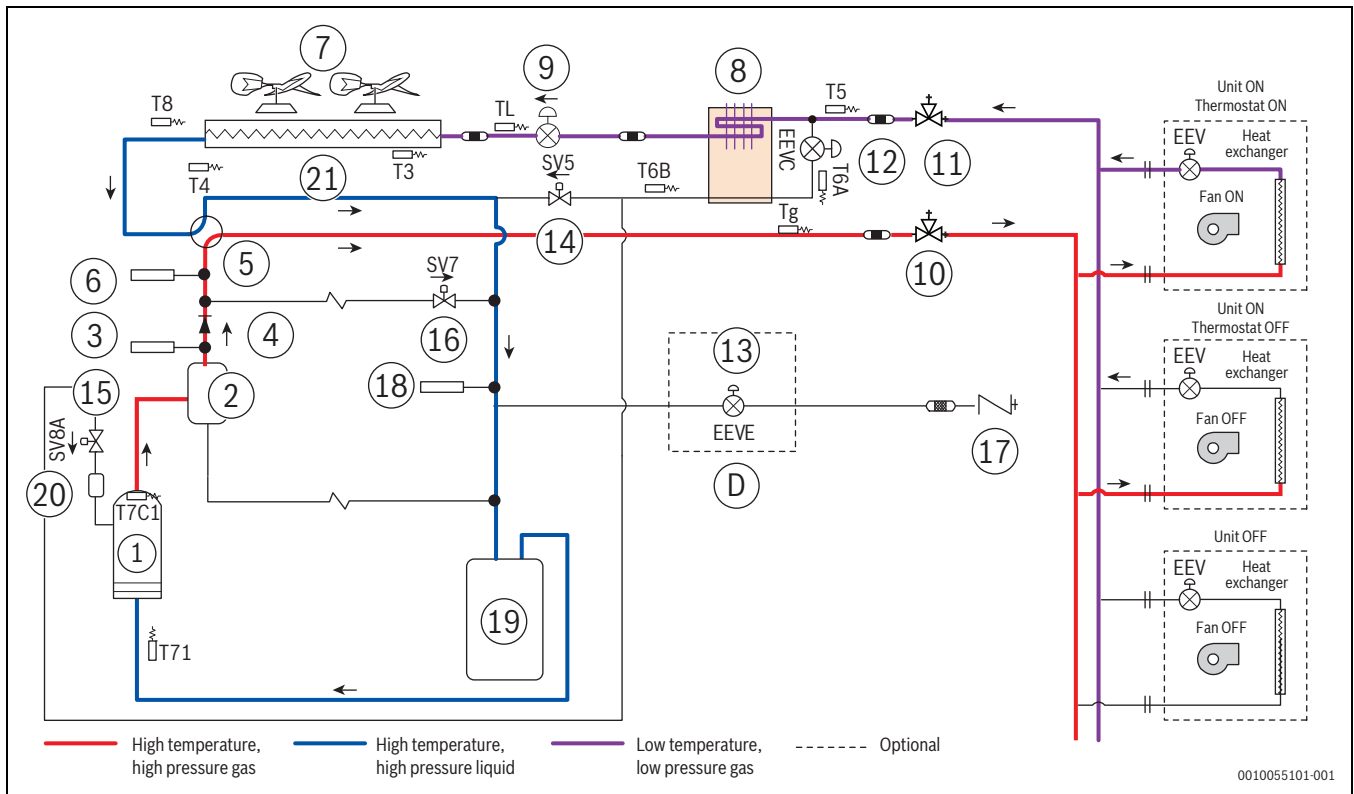 7
9
8
T8
TL
T5
EEVC
T6A
12
11
T4
T3
21
SV5
T6B
Tg
14
10
5
6
SV7
3
4
16
15
2
18
13
EEVE
D
17
SV8A
20
T7C1
1
19
T71
Unit ON
Thermostat ON
EEV
Heat
exchanger
Fan ON
Unit ON
Thermostat OFF
EEV
Heat
exchanger
Fan OFF
Unit OFF
EEV
Heat
exchanger
Fan OFF
High temperature,
high pressure gas
High temperature,
high pressure liquid
Low temperature,
low pressure gas
Optional
0010055101-001